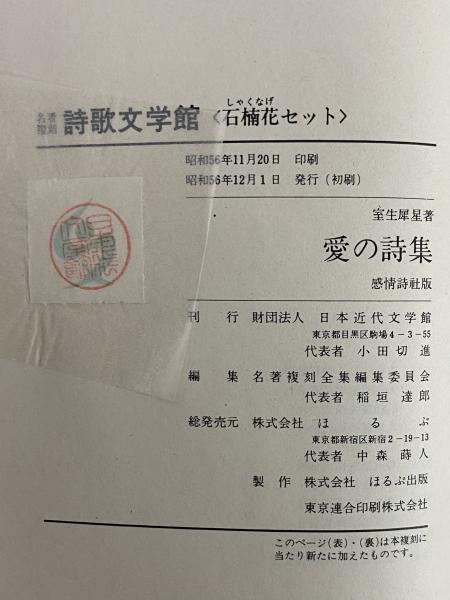 名著複刻 詩歌文学館〈石楠花セット〉
しゃくなげ
昭和56年11月20日 印刷
昭和56年12月1日 発行（初刷）
室生犀星著
愛の詩集
感情詩社版
刊行 財団法人 日本近代文学館
東京都目黒区駒場4－3－55
代表者 小田切進
編集 名著複刻全集編集委員会
代表者 稲垣達郎
総発売元 株式会社 ほるぷ
東京都新宿区新宿2－19－13
代表者 中森蒔人
製作 株式会社 ほるぷ出版
東京連合印刷株式会社
このページ（表）・（裏）は本複刻に
当たり新たに加えたものです。